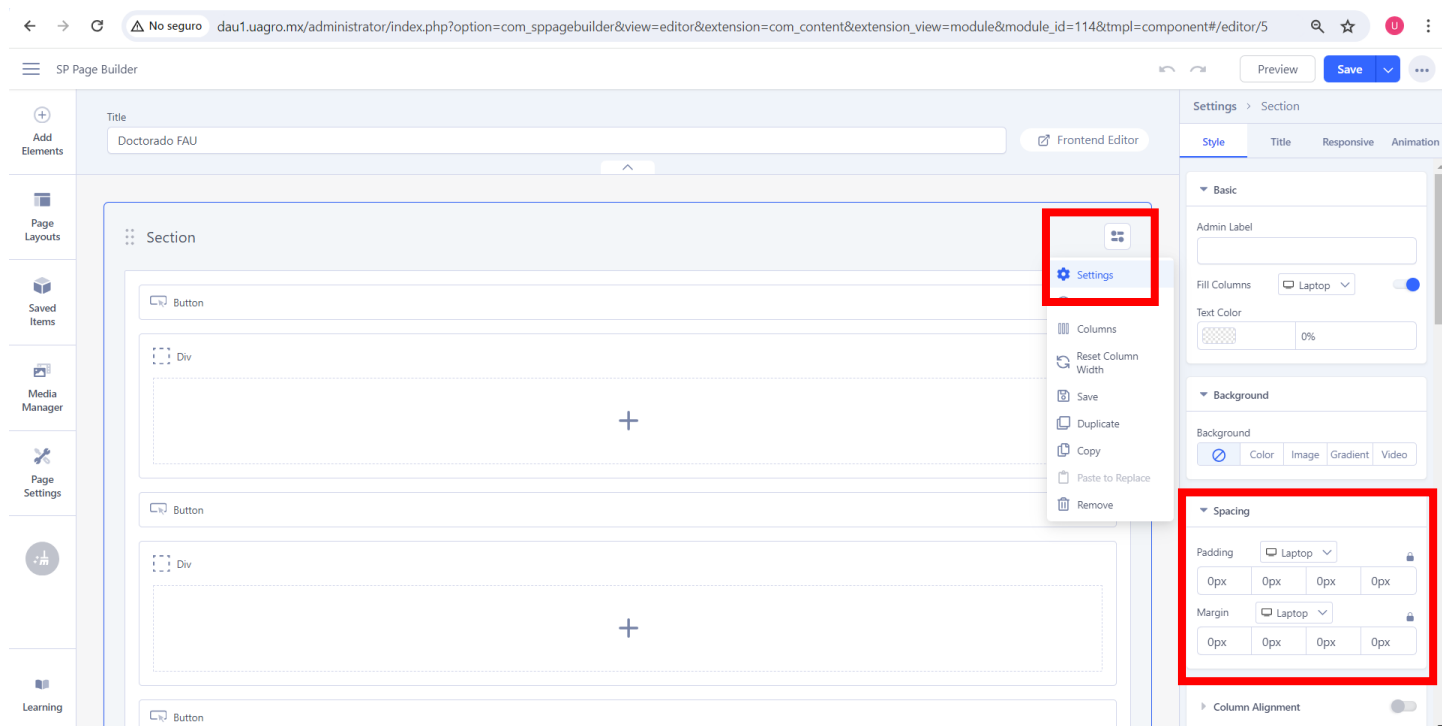 No seguro
dau1.uagro.mx/administrator/index.php?option=com_sppagebuilder&view=editor&extension=com_content&extension_view=module&module_id=114&tmpl=component#/editor/5
U
SP Page Builder
Preview
Save
Add
Elements
Page
Layouts
Saved
Items
Media
Manager
Page
Settings
Learning
Title
Doctorado FAU
Frontend Editor
Section
Button
Div
Button
Div
Button
Settings
Columns
Reset Column
Width
Save
Duplicate
Copy
Paste to Replace
Remove
Settings > Section
Style Title Responsive Animation
Basic
Admin Label
Fill Columns Laptop
Text Color
0%
Background
Background
Color Image Gradient Video
Spacing
Padding Laptop
0px 0px 0px 0px
Margin Laptop
0px 0px 0px 0px
Column Alignment